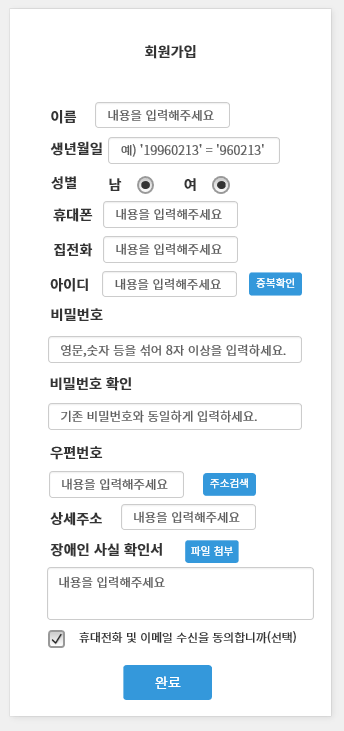 회원가입
이름 내용을 입력해주세요
생년월일 예) '19960213' = '960213'
성별 남 여
휴대폰 내용을 입력해주세요
집전화 내용을 입력해주세요
아이디 내용을 입력해주세요 중복확인
비밀번호
영문,숫자 등을 섞어 8자 이상을 입력하세요.
비밀번호 확인
기존 비밀번호와 동일하게 입력하세요.
우편번호
내용을 입력해주세요 주소검색
상세주소 내용을 입력해주세요
장애인 사실 확인서 파일 첨부
내용을 입력해주세요
휴대전화 및 이메일 수신을 동의합니까(선택)
완료